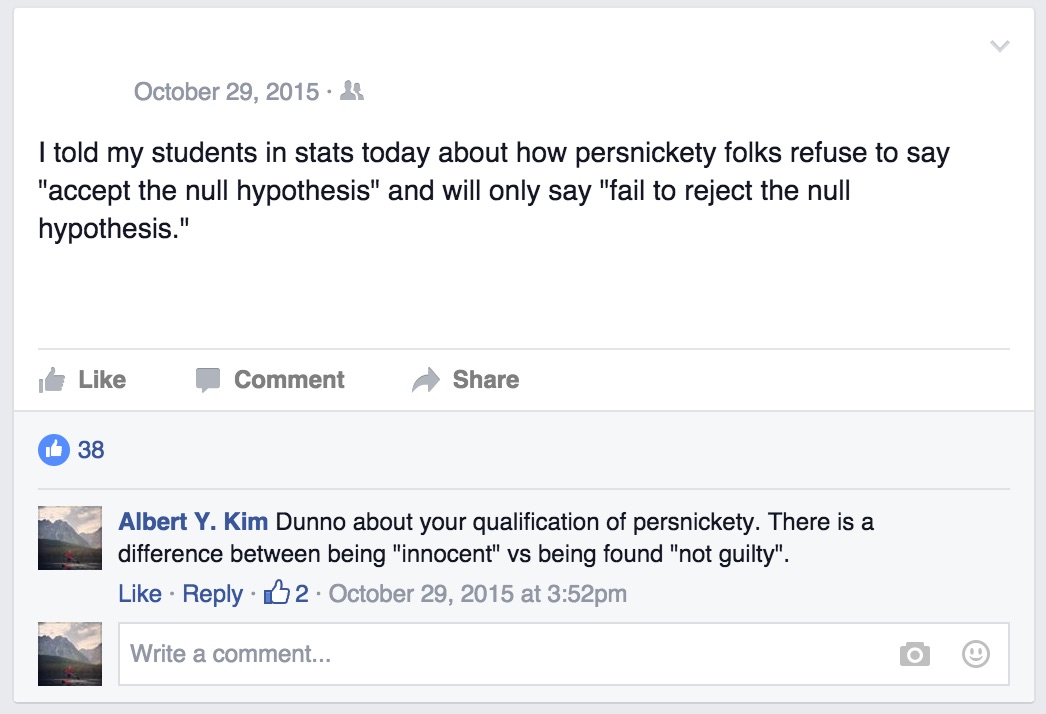 October 29, 2015 ·
I told my students in stats today about how persnickety folks refuse to say
"accept the null hypothesis" and will only say "fail to reject the null
hypothesis."
Like Comment Share
38
Albert Y. Kim Dunno about your qualification of persnickety. There is a
difference between being "innocent" vs being found "not guilty".
Like · Reply · 2 · October 29, 2015 at 3:52pm
Write a comment...